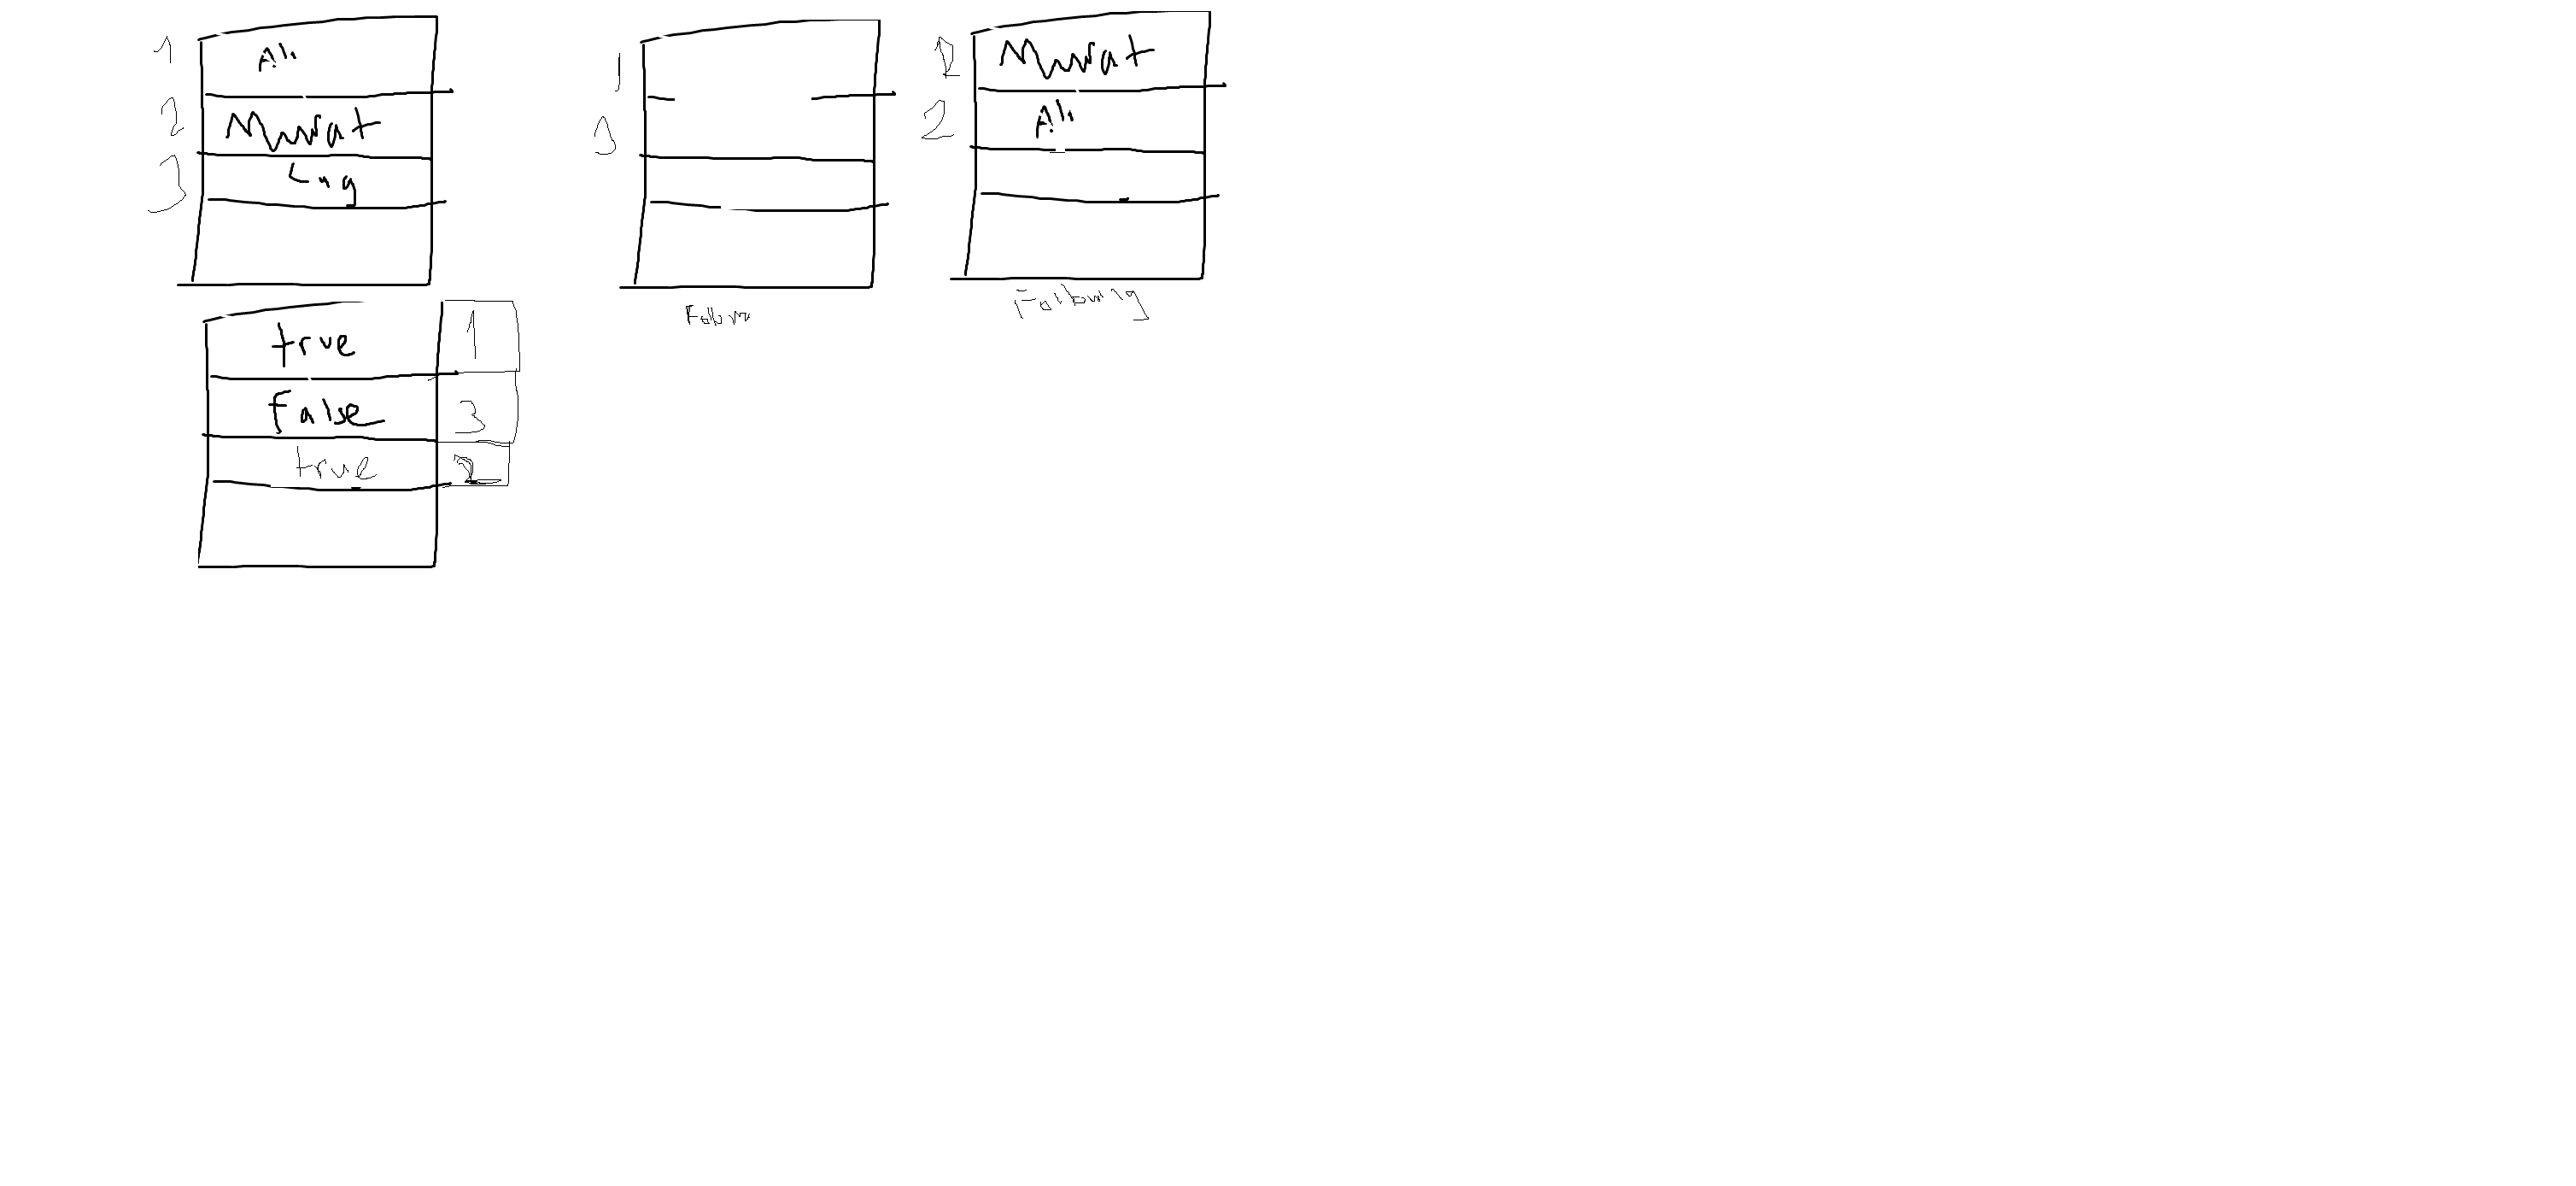 1 Ali
2 Murat
3
1
3
Follow
2 Murat
2 Ali
Following
true 1
False 3
true 2